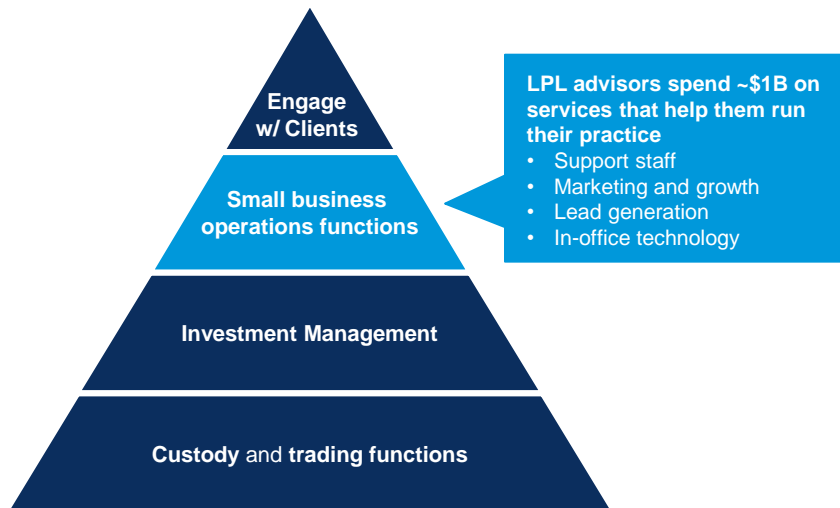 Engage
w/ Clients
LPL advisors spend ~$1B on
services that help them run
their practice
• Support staff
• Marketing and growth
• Lead generation
• In-office technology
Small business
operations functions
Investment Management
Custody and trading functions